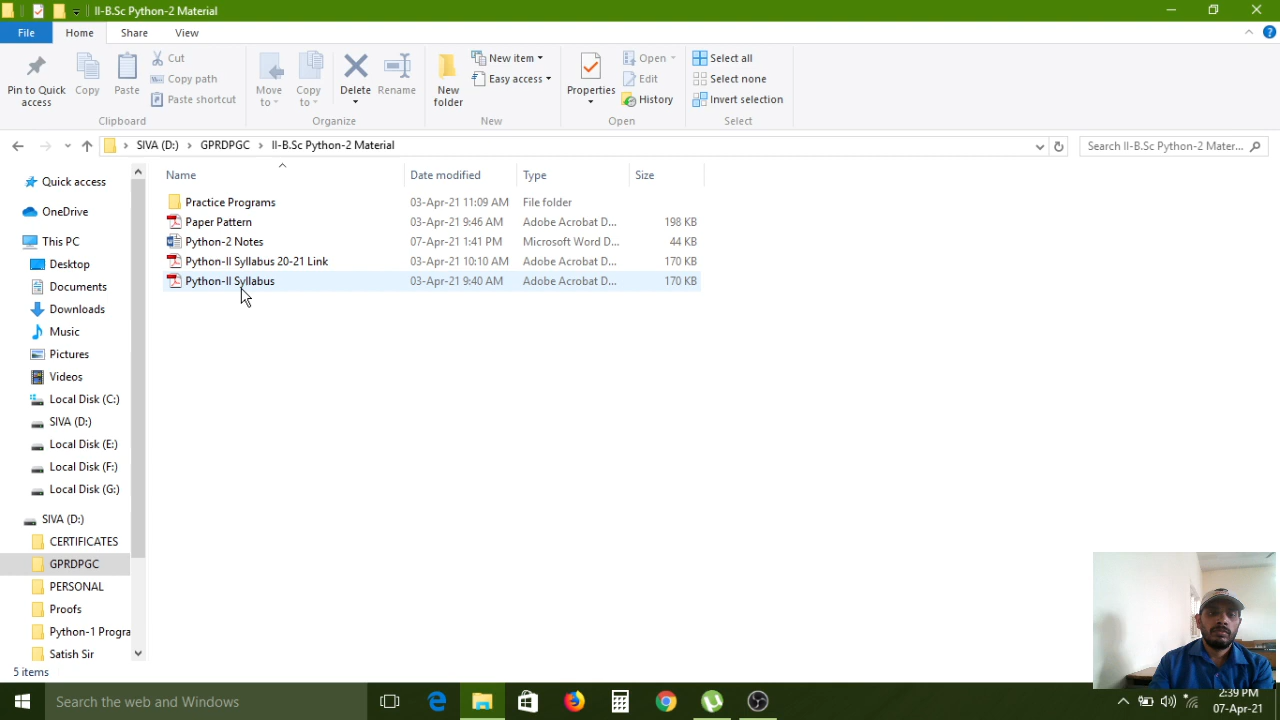 II-B.Sc Python-2 Material
File Home Share View
Pin to Quick access
Copy
Paste
Cut
Copy path
Paste shortcut
Clipboard
Move to
Copy to
Delete
Rename
Organize
New folder
New item
Easy access
New
Properties
Open
Edit
History
Open
Select all
Select none
Invert selection
Select
SIVA (D:) > GPRDPGC > II-B.Sc Python-2 Material
Search II-B.Sc Python-2 Mater...
Name Date modified Type Size
Practice Programs 03-Apr-21 11:09 AM File folder
Paper Pattern 03-Apr-21 9:46 AM Adobe Acrobat D... 198 KB
Python-2 Notes 07-Apr-21 1:41 PM Microsoft Word D... 44 KB
Python-II Syllabus 20-21 Link 03-Apr-21 10:10 AM Adobe Acrobat D... 170 KB
Python-II Syllabus 03-Apr-21 9:40 AM Adobe Acrobat D... 170 KB
Quick access
OneDrive
This PC
Desktop
Documents
Downloads
Music
Pictures
Videos
Local Disk (C:)
SIVA (D:)
Local Disk (E:)
Local Disk (F:)
Local Disk (G:)
SIVA (D:)
CERTIFICATES
GPRDPGC
PERSONAL
Proofs
Python-1 Progra
Satish Sir
5 items
Search the web and Windows
2:39 PM
07-Apr-21